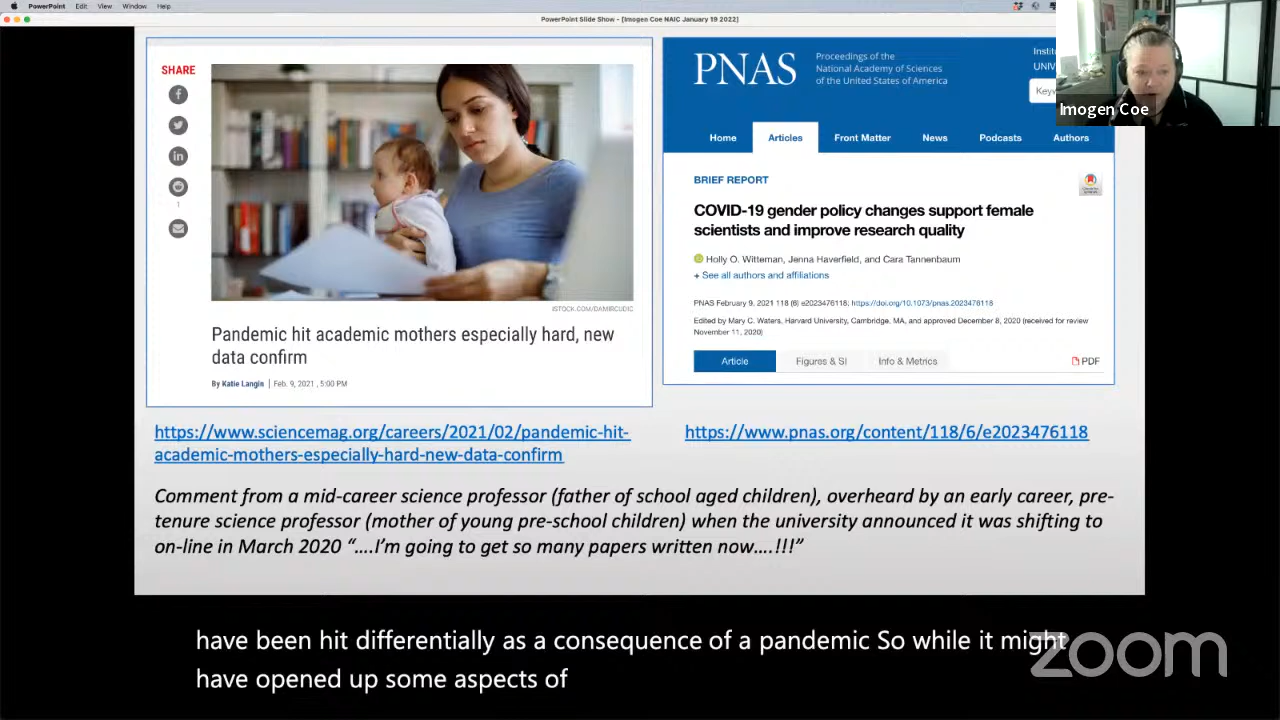 PowerPoint Edit View Window Help
PowerPoint Slide Show - [Imogen Coe NAIC January 19 2022]
SHARE
1
ISTOCK.COM/DAMIRCUDIC
Pandemic hit academic mothers especially hard, new
data confirm
By Katie Langin | Feb. 9, 2021 , 5:00 PM
PNAS
Proceedings of the
National Academy of Sciences
of the United States of America
Home Articles Front Matter News Podcasts Authors
BRIEF REPORT
COVID-19 gender policy changes support female
scientists and improve research quality
Holly O. Witteman, Jenna Haverfield, and Cara Tannenbaum
+ See all authors and affiliations
PNAS February 9, 2021 118 (6) e2023476118; https://doi.org/10.1073/pnas.2023476118
Edited by Mary C. Waters, Harvard University, Cambridge, MA, and approved December 8, 2020 (received for review
November 11, 2020)
Article Figures & SI Info & Metrics PDF
Imogen Coe
https://www.sciencemag.org/careers/2021/02/pandemic-hit-
academic-mothers-especially-hard-new-data-confirm
https://www.pnas.org/content/118/6/e2023476118
Comment from a mid-career science professor (father of school aged children), overheard by an early career, pre-
tenure science professor (mother of young pre-school children) when the university announced it was shifting to
on-line in March 2020 “….I’m going to get so many papers written now….!!!”
have been hit differentially as a consequence of a pandemic So while it might
have opened up some aspects of
zoom